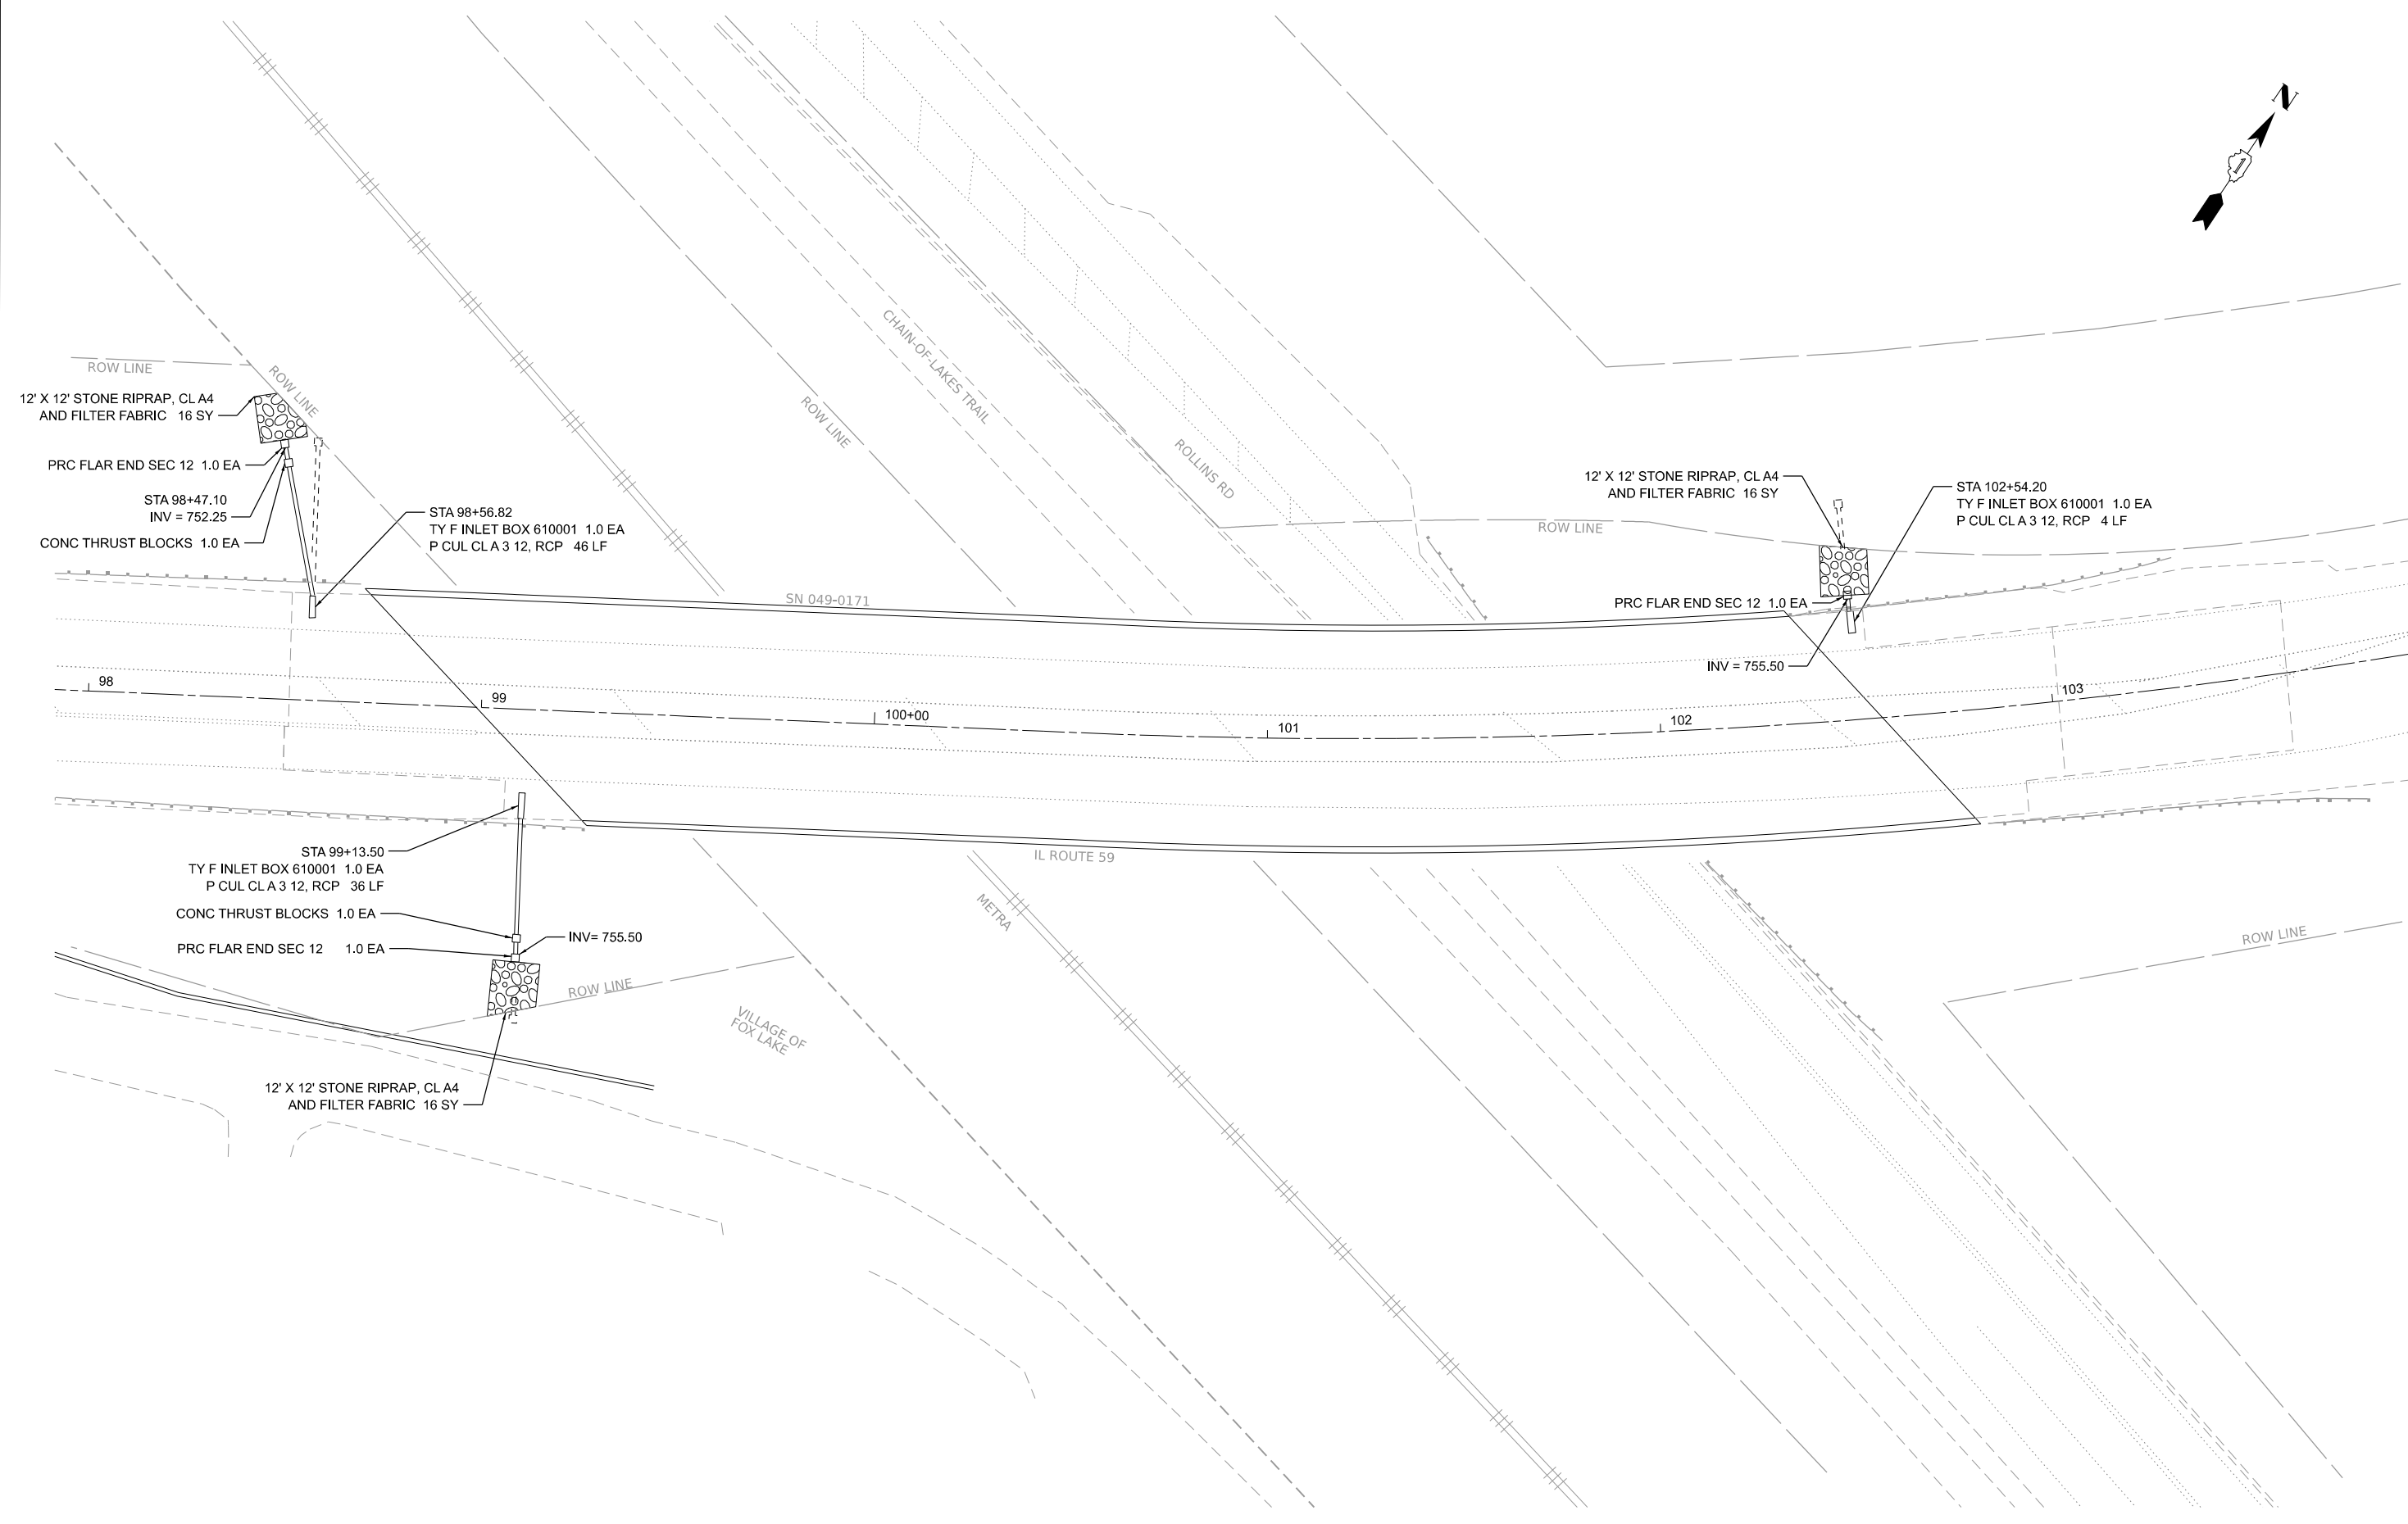 N
1
ROW LINE
ROW LINE
12' X 12' STONE RIPRAP, CL A4
AND FILTER FABRIC 16 SY
PRC FLAR END SEC 12 1.0 EA
STA 98+47.10
INV = 752.25
CONC THRUST BLOCKS 1.0 EA
STA 98+56.82
TY F INLET BOX 610001 1.0 EA
P CUL CL A 3 12, RCP 46 LF
ROW LINE
CHAIN-OF-LAKES TRAIL
ROLLINS RD
ROW LINE
12' X 12' STONE RIPRAP, CL A4
AND FILTER FABRIC 16 SY
STA 102+54.20
TY F INLET BOX 610001 1.0 EA
P CUL CL A 3 12, RCP 4 LF
PRC FLAR END SEC 12 1.0 EA
INV = 755.50
SN 049-0171
98
99
100+00
101
102
103
STA 99+13.50
TY F INLET BOX 610001 1.0 EA
P CUL CL A 3 12, RCP 36 LF
CONC THRUST BLOCKS 1.0 EA
PRC FLAR END SEC 12 1.0 EA
INV= 755.50
ROW LINE
12' X 12' STONE RIPRAP, CL A4
AND FILTER FABRIC 16 SY
VILLAGE OF
FOX LAKE
IL ROUTE 59
METRA
ROW LINE